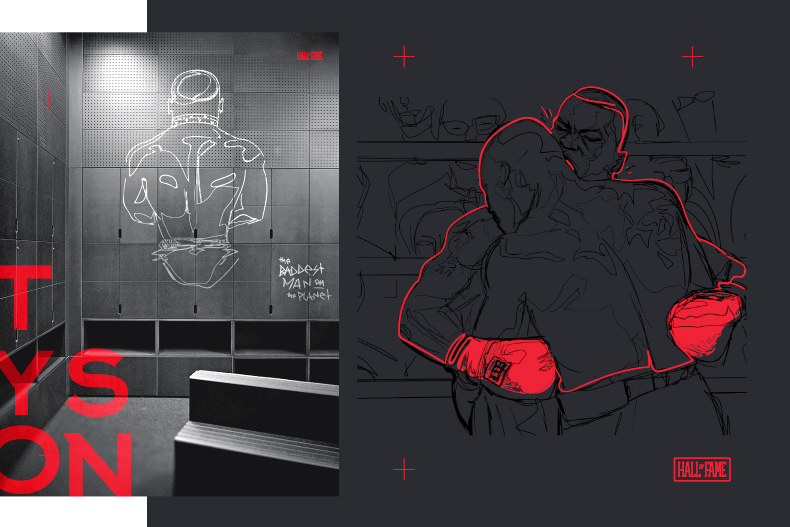 HALL OF FAME
the
BADDEST
MAN on
the PLANET
T
YS
ON
HALL OF FAME